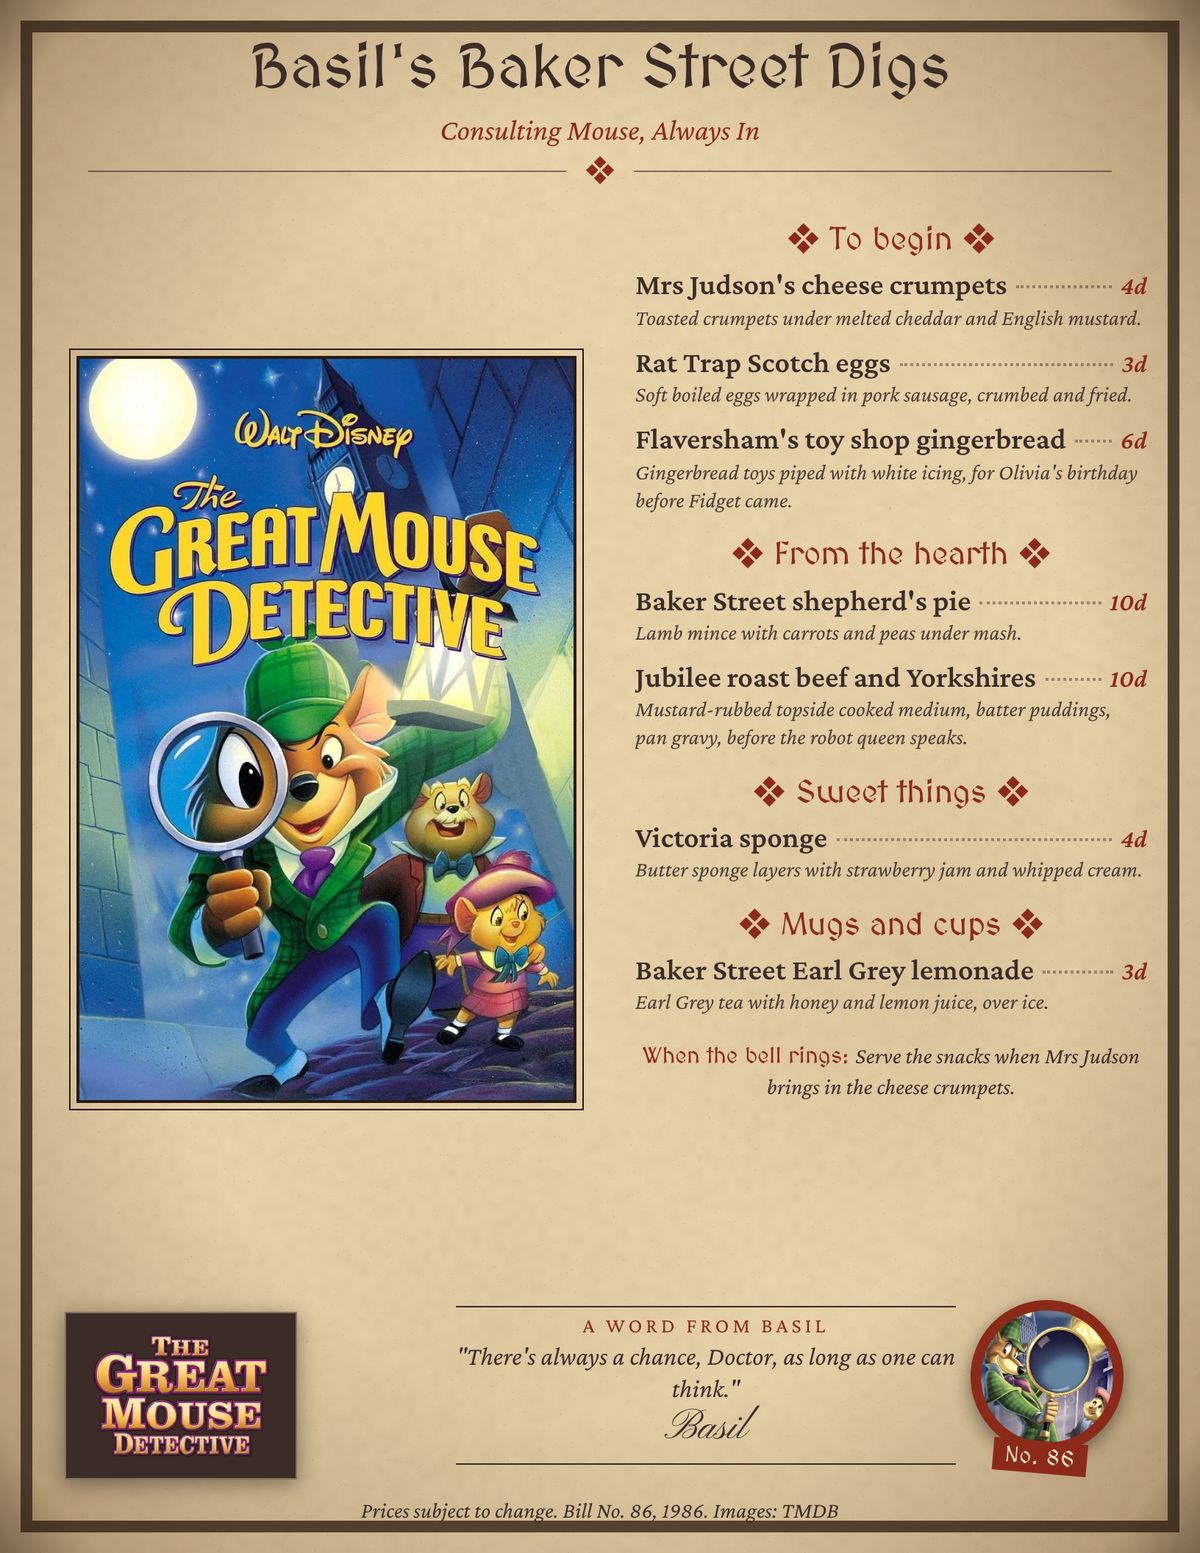 Basil's Baker Street Digs
Consulting Mouse, Always In
To begin
Mrs Judson's cheese crumpets 4d
Toasted crumpets under melted cheddar and English mustard.
Rat Trap Scotch eggs 3d
Soft boiled eggs wrapped in pork sausage, crumbed and fried.
Flaversham's toy shop gingerbread 6d
Gingerbread toys piped with white icing, for Olivia's birthday
before Fidget came.
From the hearth
Baker Street shepherd's pie 10d
Lamb mince with carrots and peas under mash.
Jubilee roast beef and Yorkshires 10d
Mustard-rubbed topside cooked medium, batter puddings,
pan gravy, before the robot queen speaks.
Sweet things
Victoria sponge 4d
Butter sponge layers with strawberry jam and whipped cream.
Mugs and cups
Baker Street Earl Grey lemonade 3d
Earl Grey tea with honey and lemon juice, over ice.
When the bell rings: Serve the snacks when Mrs Judson
brings in the cheese crumpets.
WALT DISNEY
The
GREAT MOUSE
DETECTIVE
THE
GREAT
MOUSE
DETECTIVE
A WORD FROM BASIL
"There's always a chance, Doctor, as long as one can
think."
Basil
No. 86
Prices subject to change. Bill No. 86, 1986. Images: TMDB